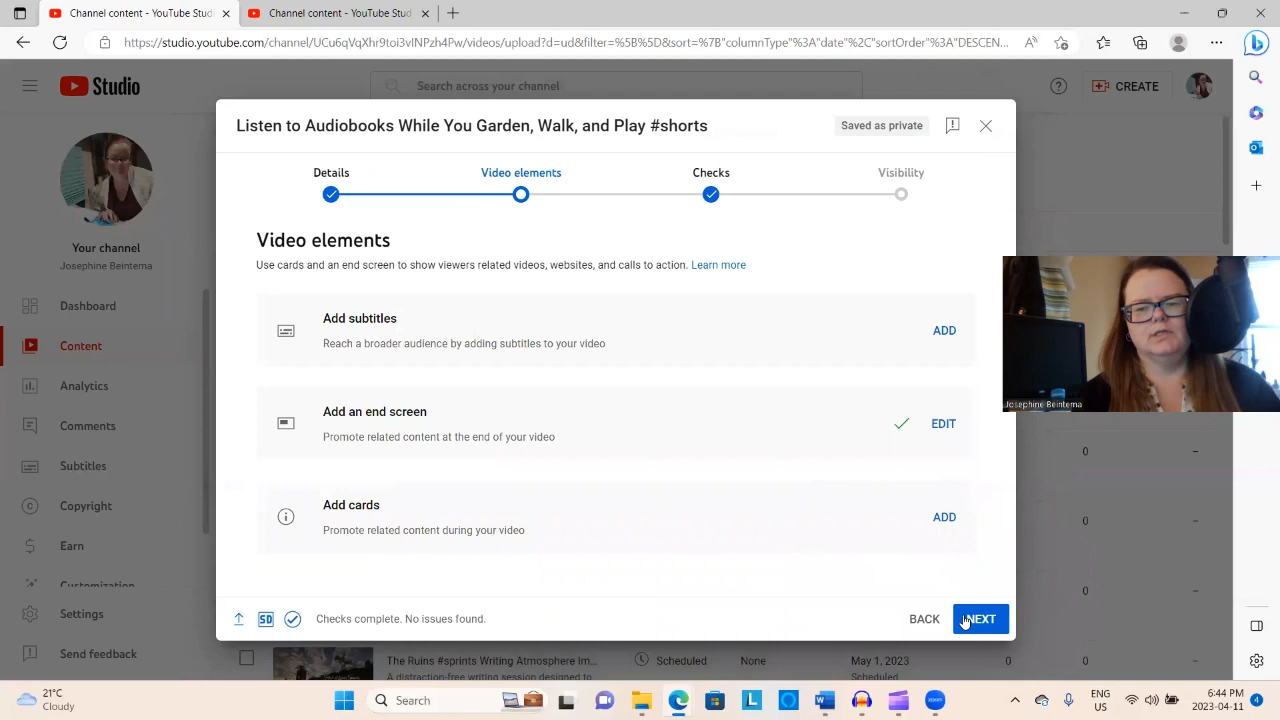 Channel content - YouTube Studio
Channel content - YouTube Stud
https://studio.youtube.com/channel/UCu6qVqXhr9toi3vlNPzh4Pw/videos/upload?d=ud&filter=%5B%5D&sort=%7B"columnType"%3A"date"%2C"sortOrder"%3A"DESCEN...
Studio
Search across your channel
CREATE
Listen to Audiobooks While You Garden, Walk, and Play #shorts
Saved as private
Details
Video elements
Checks
Visibility
Video elements
Use cards and an end screen to show viewers related videos, websites, and calls to action. Learn more
Add subtitles
Reach a broader audience by adding subtitles to your video
ADD
Add an end screen
Promote related content at the end of your video
EDIT
Add cards
Promote related content during your video
ADD
SD
Checks complete. No issues found.
BACK
NEXT
Your channel
Josephine Beintema
Dashboard
Content
Analytics
Comments
Subtitles
Copyright
Earn
Customization
Settings
Send feedback
Josephine Beintema
0 –
0 –
0 –
The Ruins #sprints Writing Atmosphere Im...
A distraction-free writing session designed to
Scheduled
None
May 1, 2023
Scheduled
0
0
–
21°C
Cloudy
Search
ENG
US
6:44 PM
2023-04-11
4